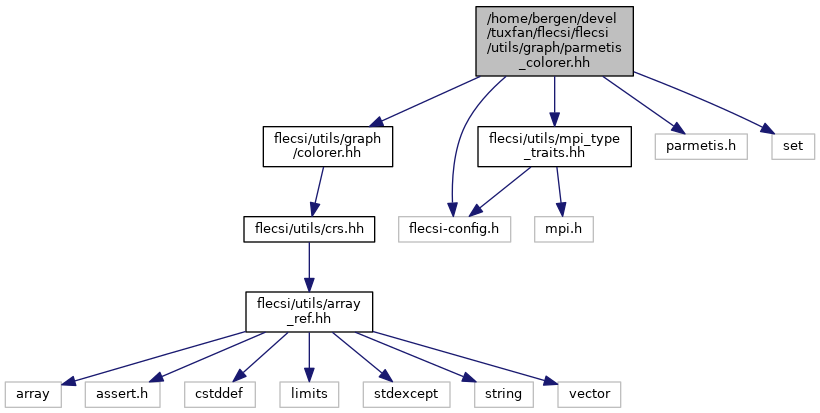 /home/bergen/devel
/tuxfan/flecsi/flecsi
/utils/graph/parmetis
_colorer.hh
flecsi/utils/graph
/colorer.hh
flecsi/utils/mpi_type
_traits.hh
parmetis.h
set
flecsi/utils/crs.hh
flecsi-config.h
mpi.h
flecsi/utils/array
_ref.hh
array
assert.h
cstddef
limits
stdexcept
string
vector